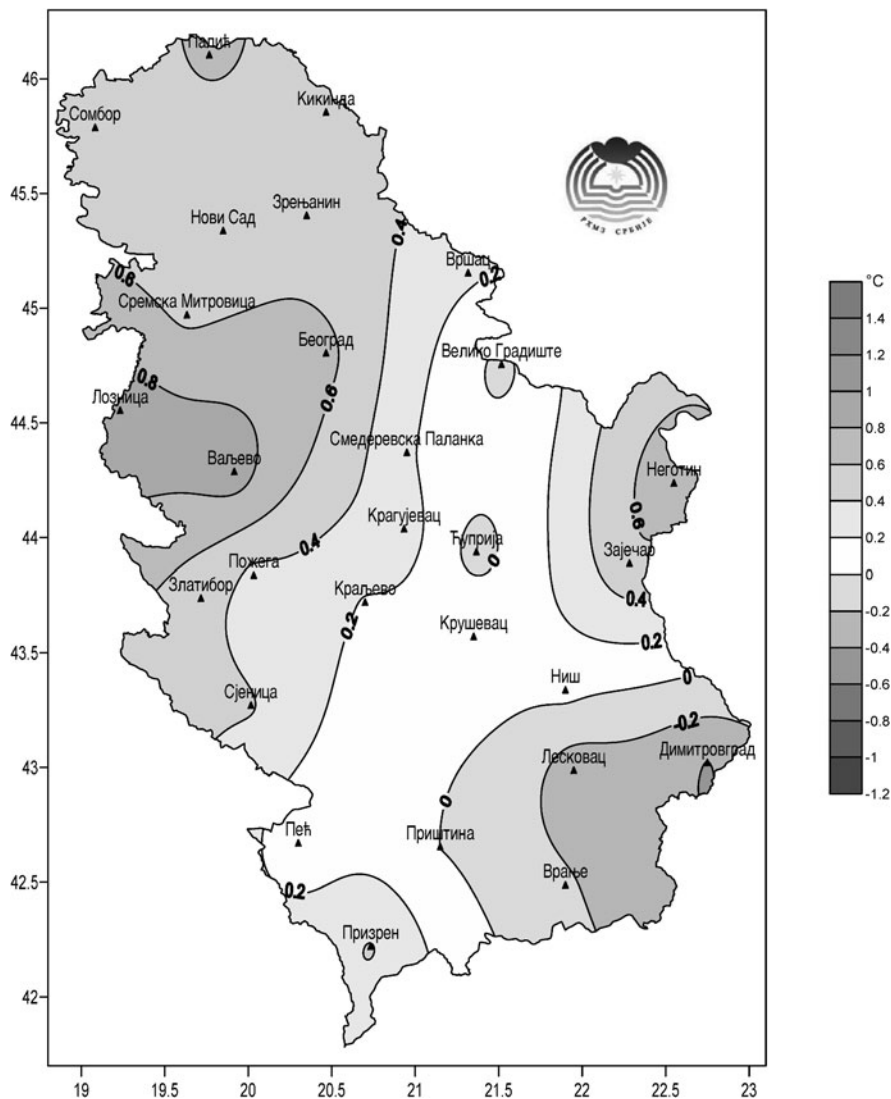 Палић
46
Кикинда
Сомбор
45.5
Зрењанин
Нови Сад
РХМЗ СРБИЈЕ
0.4
Вршац
0.2
0.6
45
Сремска Митровица
°C
1.4
Београд
Велико Градиште
1.2
0.8
0.6
1
Лозница
44.5
0.8
Смедеревска Паланка
Ваљево
Неготин
0.6
Крагујевац
0.6
0.4
44
0.4
Ћуприја
0
Зајечар
0.2
Пожега
Златибор
Краљево
0.4
0
0.2
Крушевац
0.2
-0.2
43.5
Ниш
0
-0.4
Сјеница
-0.2
-0.6
Лесковац
Димитровград
-0.8
43
-1
0
-1.2
Пећ
Приштина
42.5
0.2
Врање
Призрен
42
19 19.5 20 20.5 21 21.5 22 22.5 23